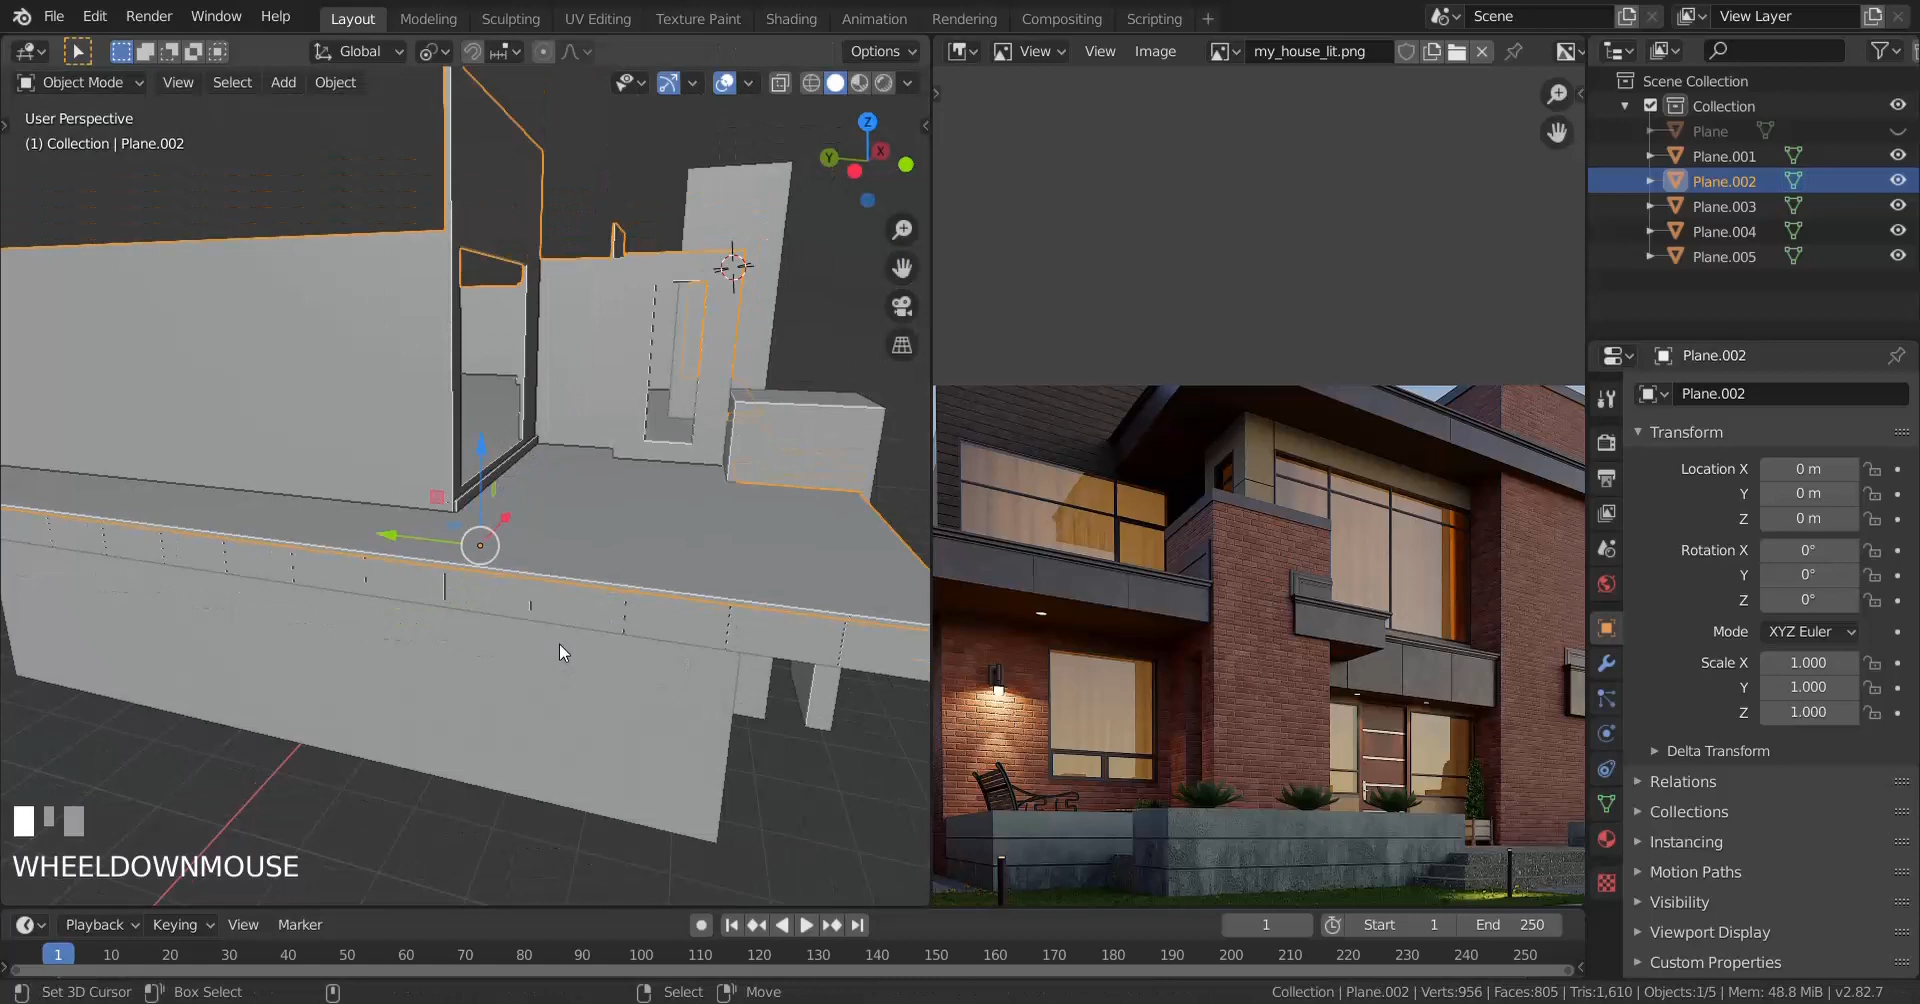 File Edit Render Window Help Layout Modeling Sculpting UV Editing Texture Paint Shading Animation Rendering Compositing Scripting + Scene View Layer
Global Options View View Image my_house_lit.png
Object Mode View Select Add Object
User Perspective
(1) Collection | Plane.002
Z
Y
X
WHEELDOWNMOUSE
Scene Collection
Collection
Plane
Plane.001
Plane.002
Plane.003
Plane.004
Plane.005
Plane.002
Plane.002
Transform
Location X 0 m
Y 0 m
Z 0 m
Rotation X 0°
Y 0°
Z 0°
Mode XYZ Euler
Scale X 1.000
Y 1.000
Z 1.000
Delta Transform
Relations
Collections
Instancing
Motion Paths
Visibility
Viewport Display
Custom Properties
Playback Keying View Marker 1 Start 1 End 250
1 10 20 30 40 50 60 70 80 90 100 110 120 130 140 150 160 170 180 190 200 210 220 230 240 250
Set 3D Cursor Box Select Select Move Collection | Plane.002 | Verts:956 | Faces:805 | Tris:1,610 | Objects:1/5 | Mem: 48.8 MiB | v2.82.7